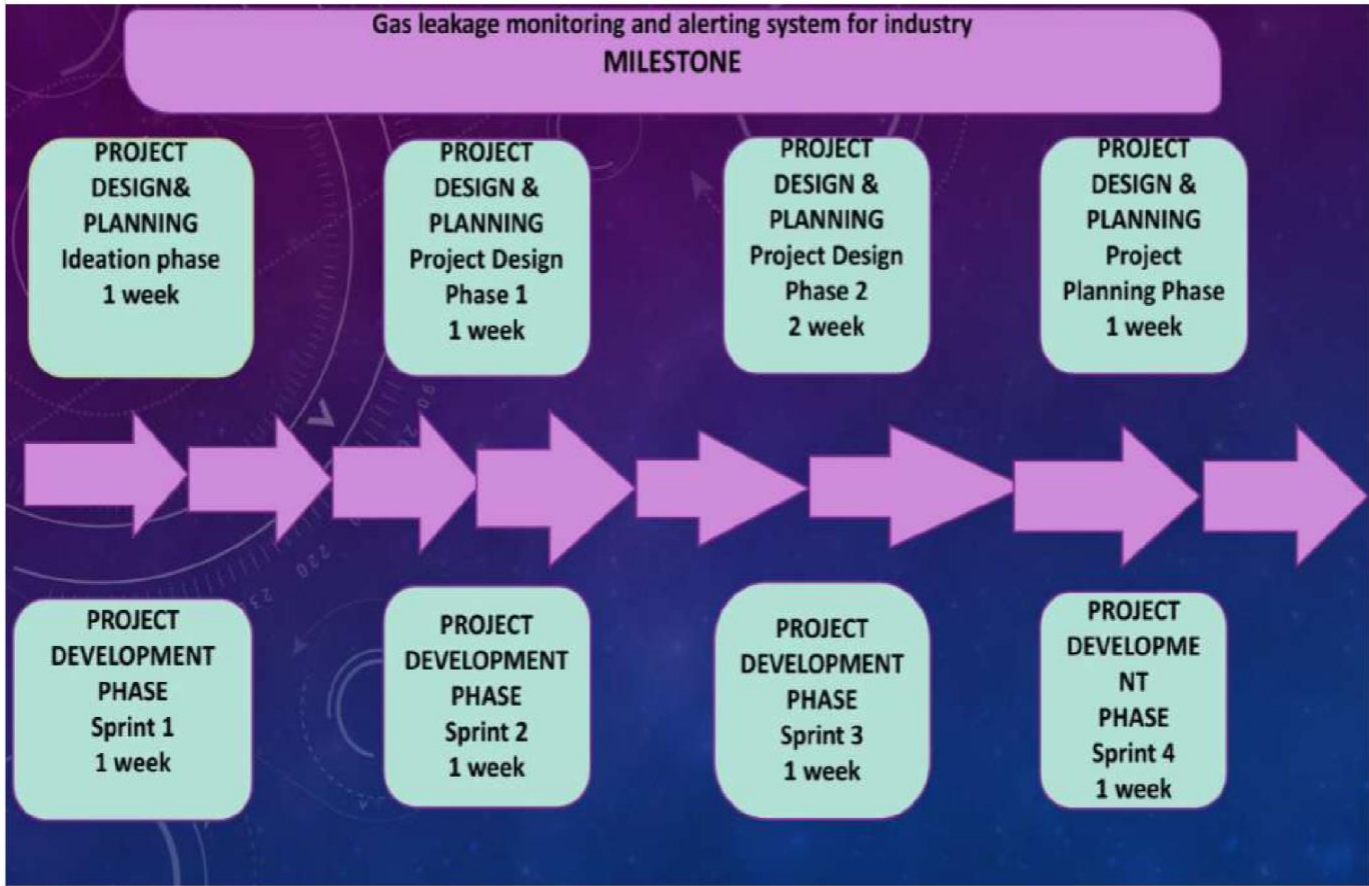 Gas leakage monitoring and alerting system for industry
MILESTONE
PROJECT
DESIGN&
PLANNING
Ideation phase
1 week
PROJECT
DESIGN &
PLANNING
Project Design
Phase 1
1 week
PROJECT
DESIGN &
PLANNING
Project Design
Phase 2
2 week
PROJECT
DESIGN &
PLANNING
Project
Planning Phase
1 week
PROJECT
DEVELOPMENT
PHASE
Sprint 1
1 week
PROJECT
DEVELOPMENT
PHASE
Sprint 2
1 week
PROJECT
DEVELOPMENT
PHASE
Sprint 3
1 week
PROJECT
DEVELOPME
NT
PHASE
Sprint 4
1 week